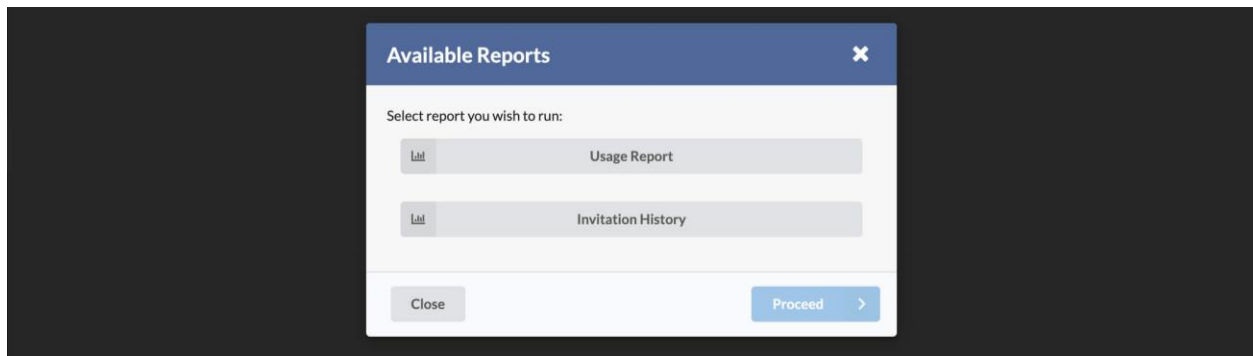 Available Reports
Select report you wish to run:
Usage Report
Invitation History
Close
Proceed